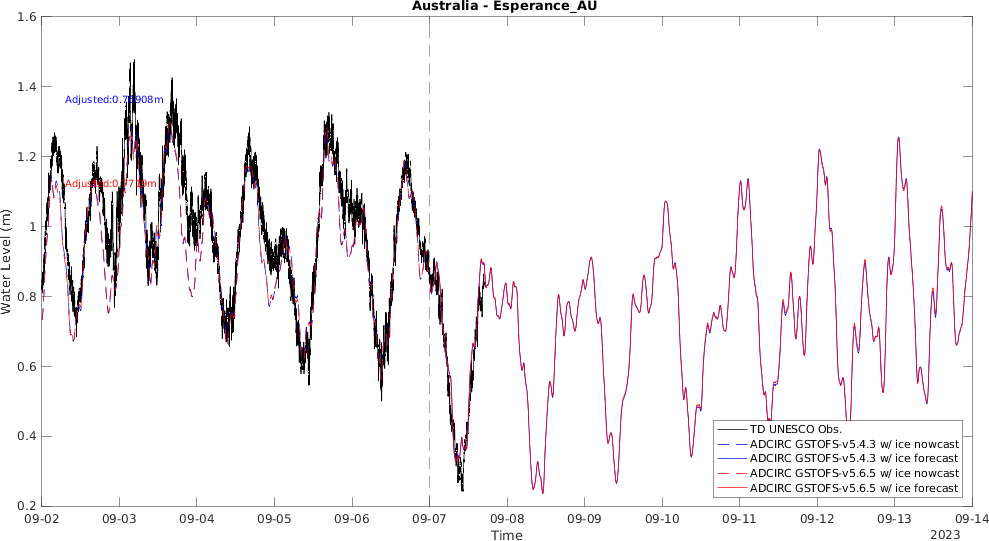 Australia - Esperance_AU
1.6
1.4
1.2
1
0.8
0.6
0.4
0.2
Water Level (m)
TD UNESCO Obs.
ADCIRC GSTOFS-v5.4.3 w/ ice nowcast
ADCIRC GSTOFS-v5.4.3 w/ ice forecast
ADCIRC GSTOFS-v5.6.5 w/ ice nowcast
ADCIRC GSTOFS-v5.6.5 w/ ice forecast
09-02 09-03 09-04 09-05 09-06 09-07 09-08 09-09 09-10 09-11 09-12 09-13 09-14
Time
2023